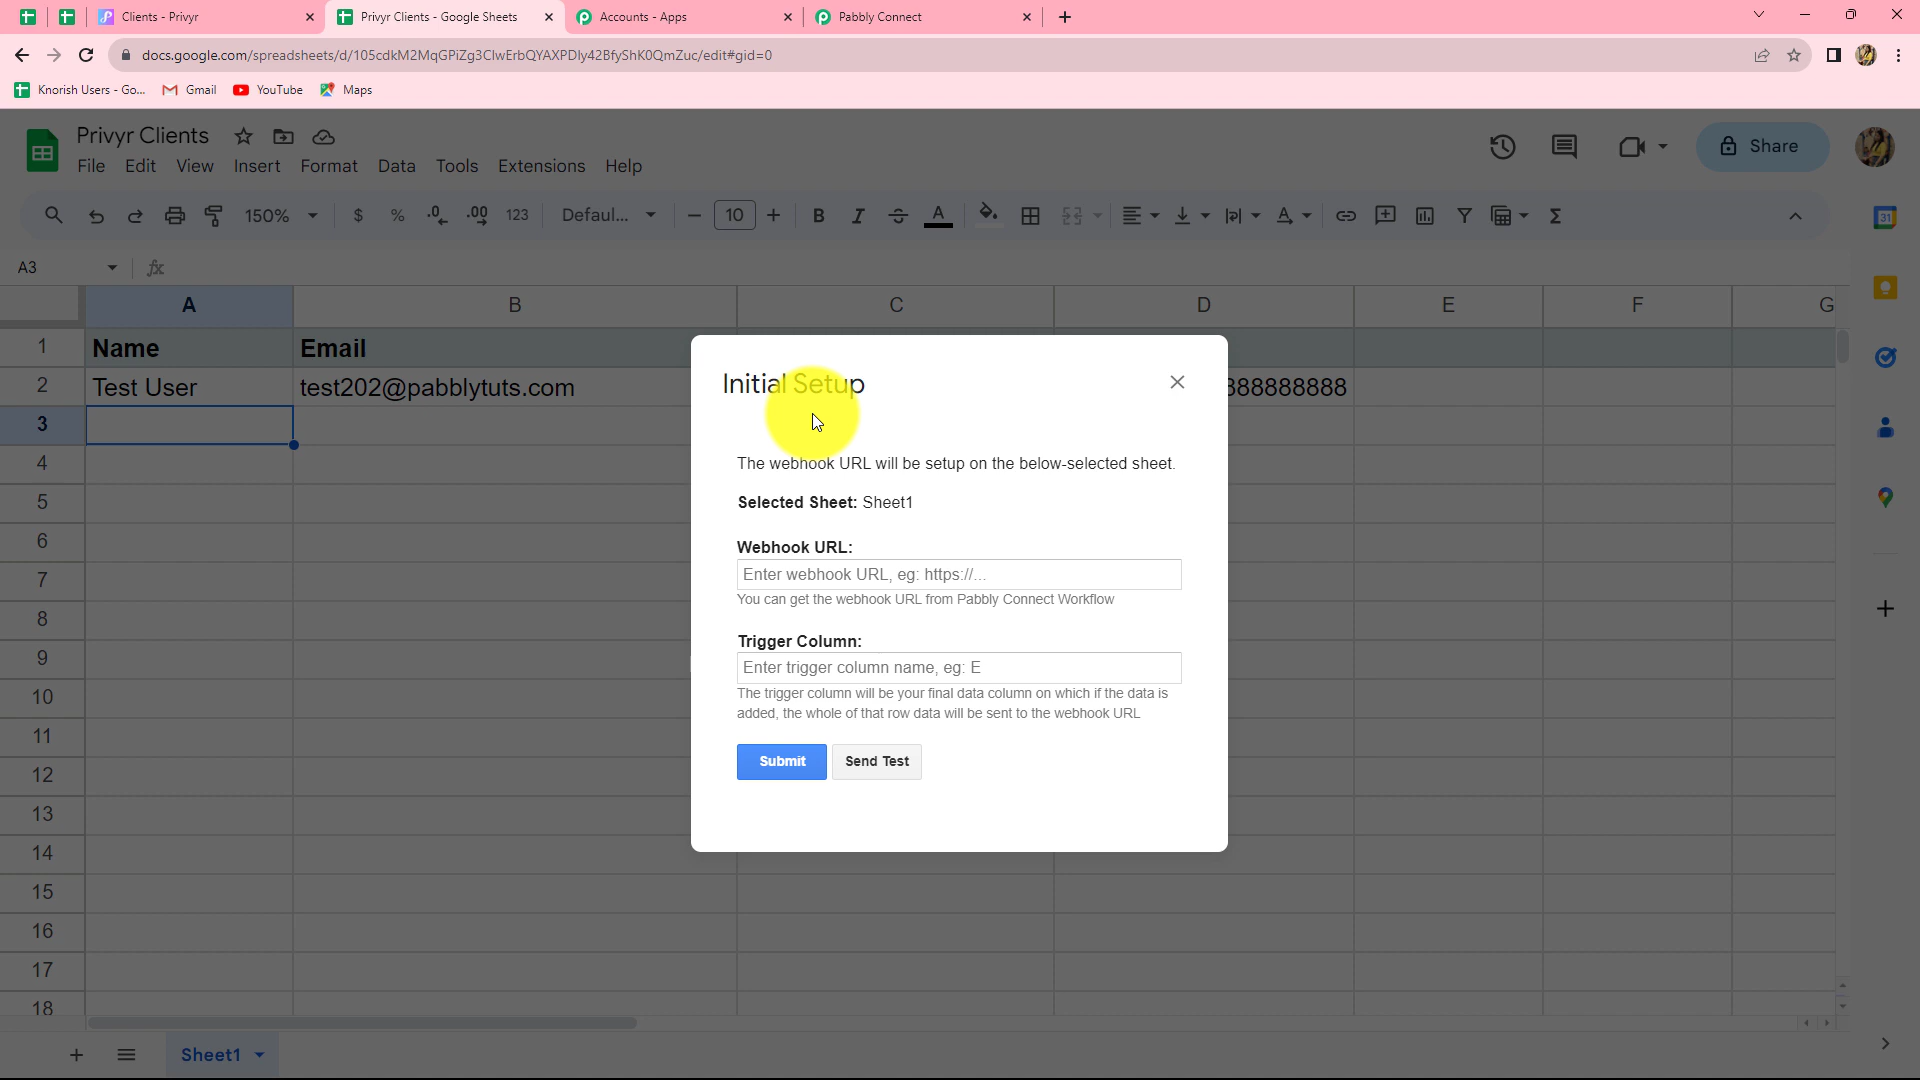 Clients - Privyr
Privyr Clients - Google Sheets
Accounts - Apps
Pabbly Connect
docs.google.com/spreadsheets/d/105cdkM2MqGPiZg3ClwErbQYAXPDIy42BfyShK0QmZuc/edit#gid=0
Knorish Users - Go...
Gmail
YouTube
Maps
Privyr Clients
File Edit View Insert Format Data Tools Extensions Help
Share
150%
$ % .0 .00 123
Defaul...
10
B I A
31
A3
fx
A B C D E F G
1 Name Email
2 Test User test202@pabblytuts.com 888888888
3
4
5
6
7
8
9
10
11
12
13
14
15
16
17
18
Initial Setup
The webhook URL will be setup on the below-selected sheet.
Selected Sheet: Sheet1
Webhook URL:
Enter webhook URL, eg: https://...
You can get the webhook URL from Pabbly Connect Workflow
Trigger Column:
Enter trigger column name, eg: E
The trigger column will be your final data column on which if the data is
added, the whole of that row data will be sent to the webhook URL
Submit
Send Test
Sheet1